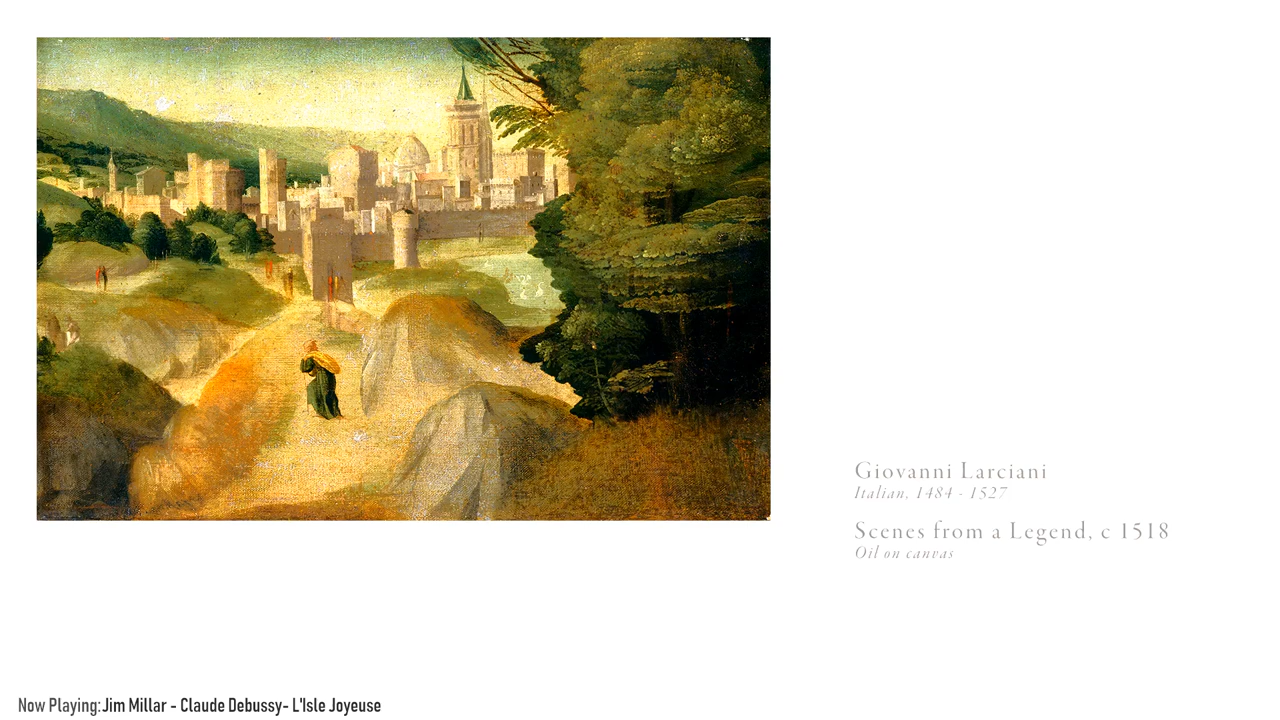 Giovanni Larciani
Italian, 1484 - 1527
Scenes from a Legend, c 1518
Oil on canvas
Now Playing:Jim Millar - Claude Debussy- L'Isle Joyeuse